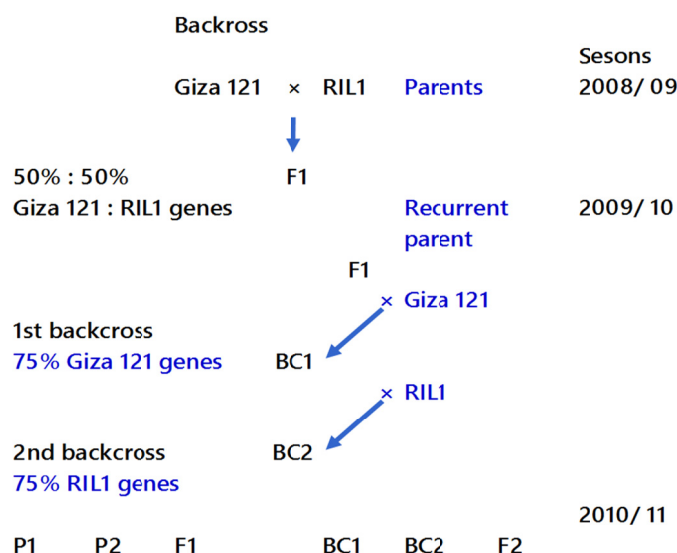 Backross
Sesons
Giza 121 × RIL1 Parents 2008/ 09
50% : 50% F1
Giza 121 : RIL1 genes Recurrent 2009/ 10
parent
F1
× Giza 121
1st backcross
75% Giza 121 genes BC1
× RIL1
2nd backcross BC2
75% RIL1 genes
2010/ 11
P1 P2 F1 BC1 BC2 F2